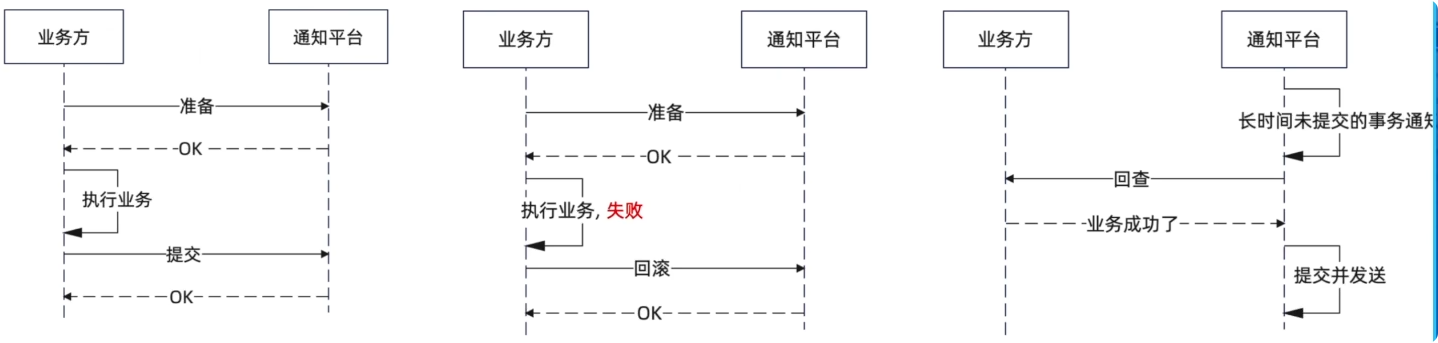 业务方
通知平台
准备
OK
执行业务
提交
OK
业务方
通知平台
准备
OK
执行业务, 失败
回滚
OK
业务方
通知平台
长时间未提交的事务通知
回查
业务成功了
提交并发送